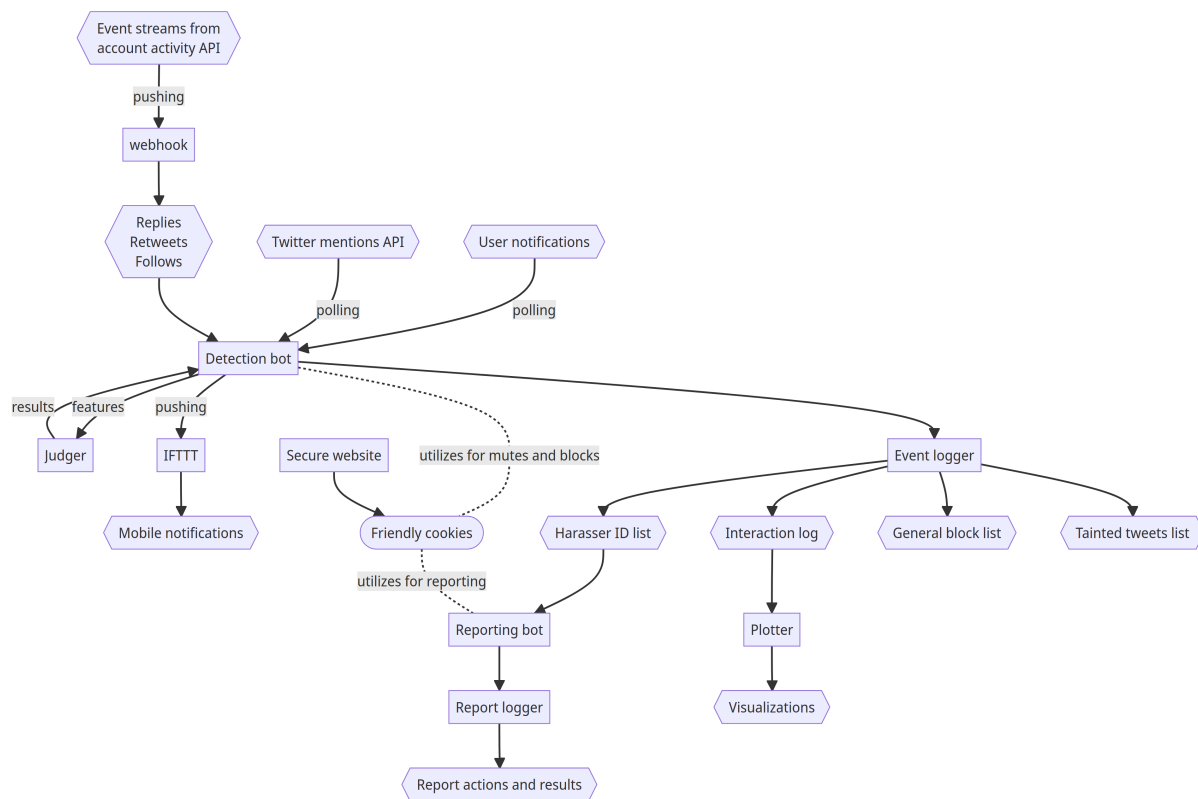 Event streams from
account activity API
pushing
webhook
Replies
Retweets
Follows
Twitter mentions API
User notifications
polling
polling
Detection bot
results
features
pushing
Judger
IFTTT
Secure website
utilizes for mutes and blocks
Event logger
Mobile notifications
Friendly cookies
Harasser ID list
Interaction log
General block list
Tainted tweets list
utilizes for reporting
Reporting bot
Plotter
Report logger
Visualizations
Report actions and results